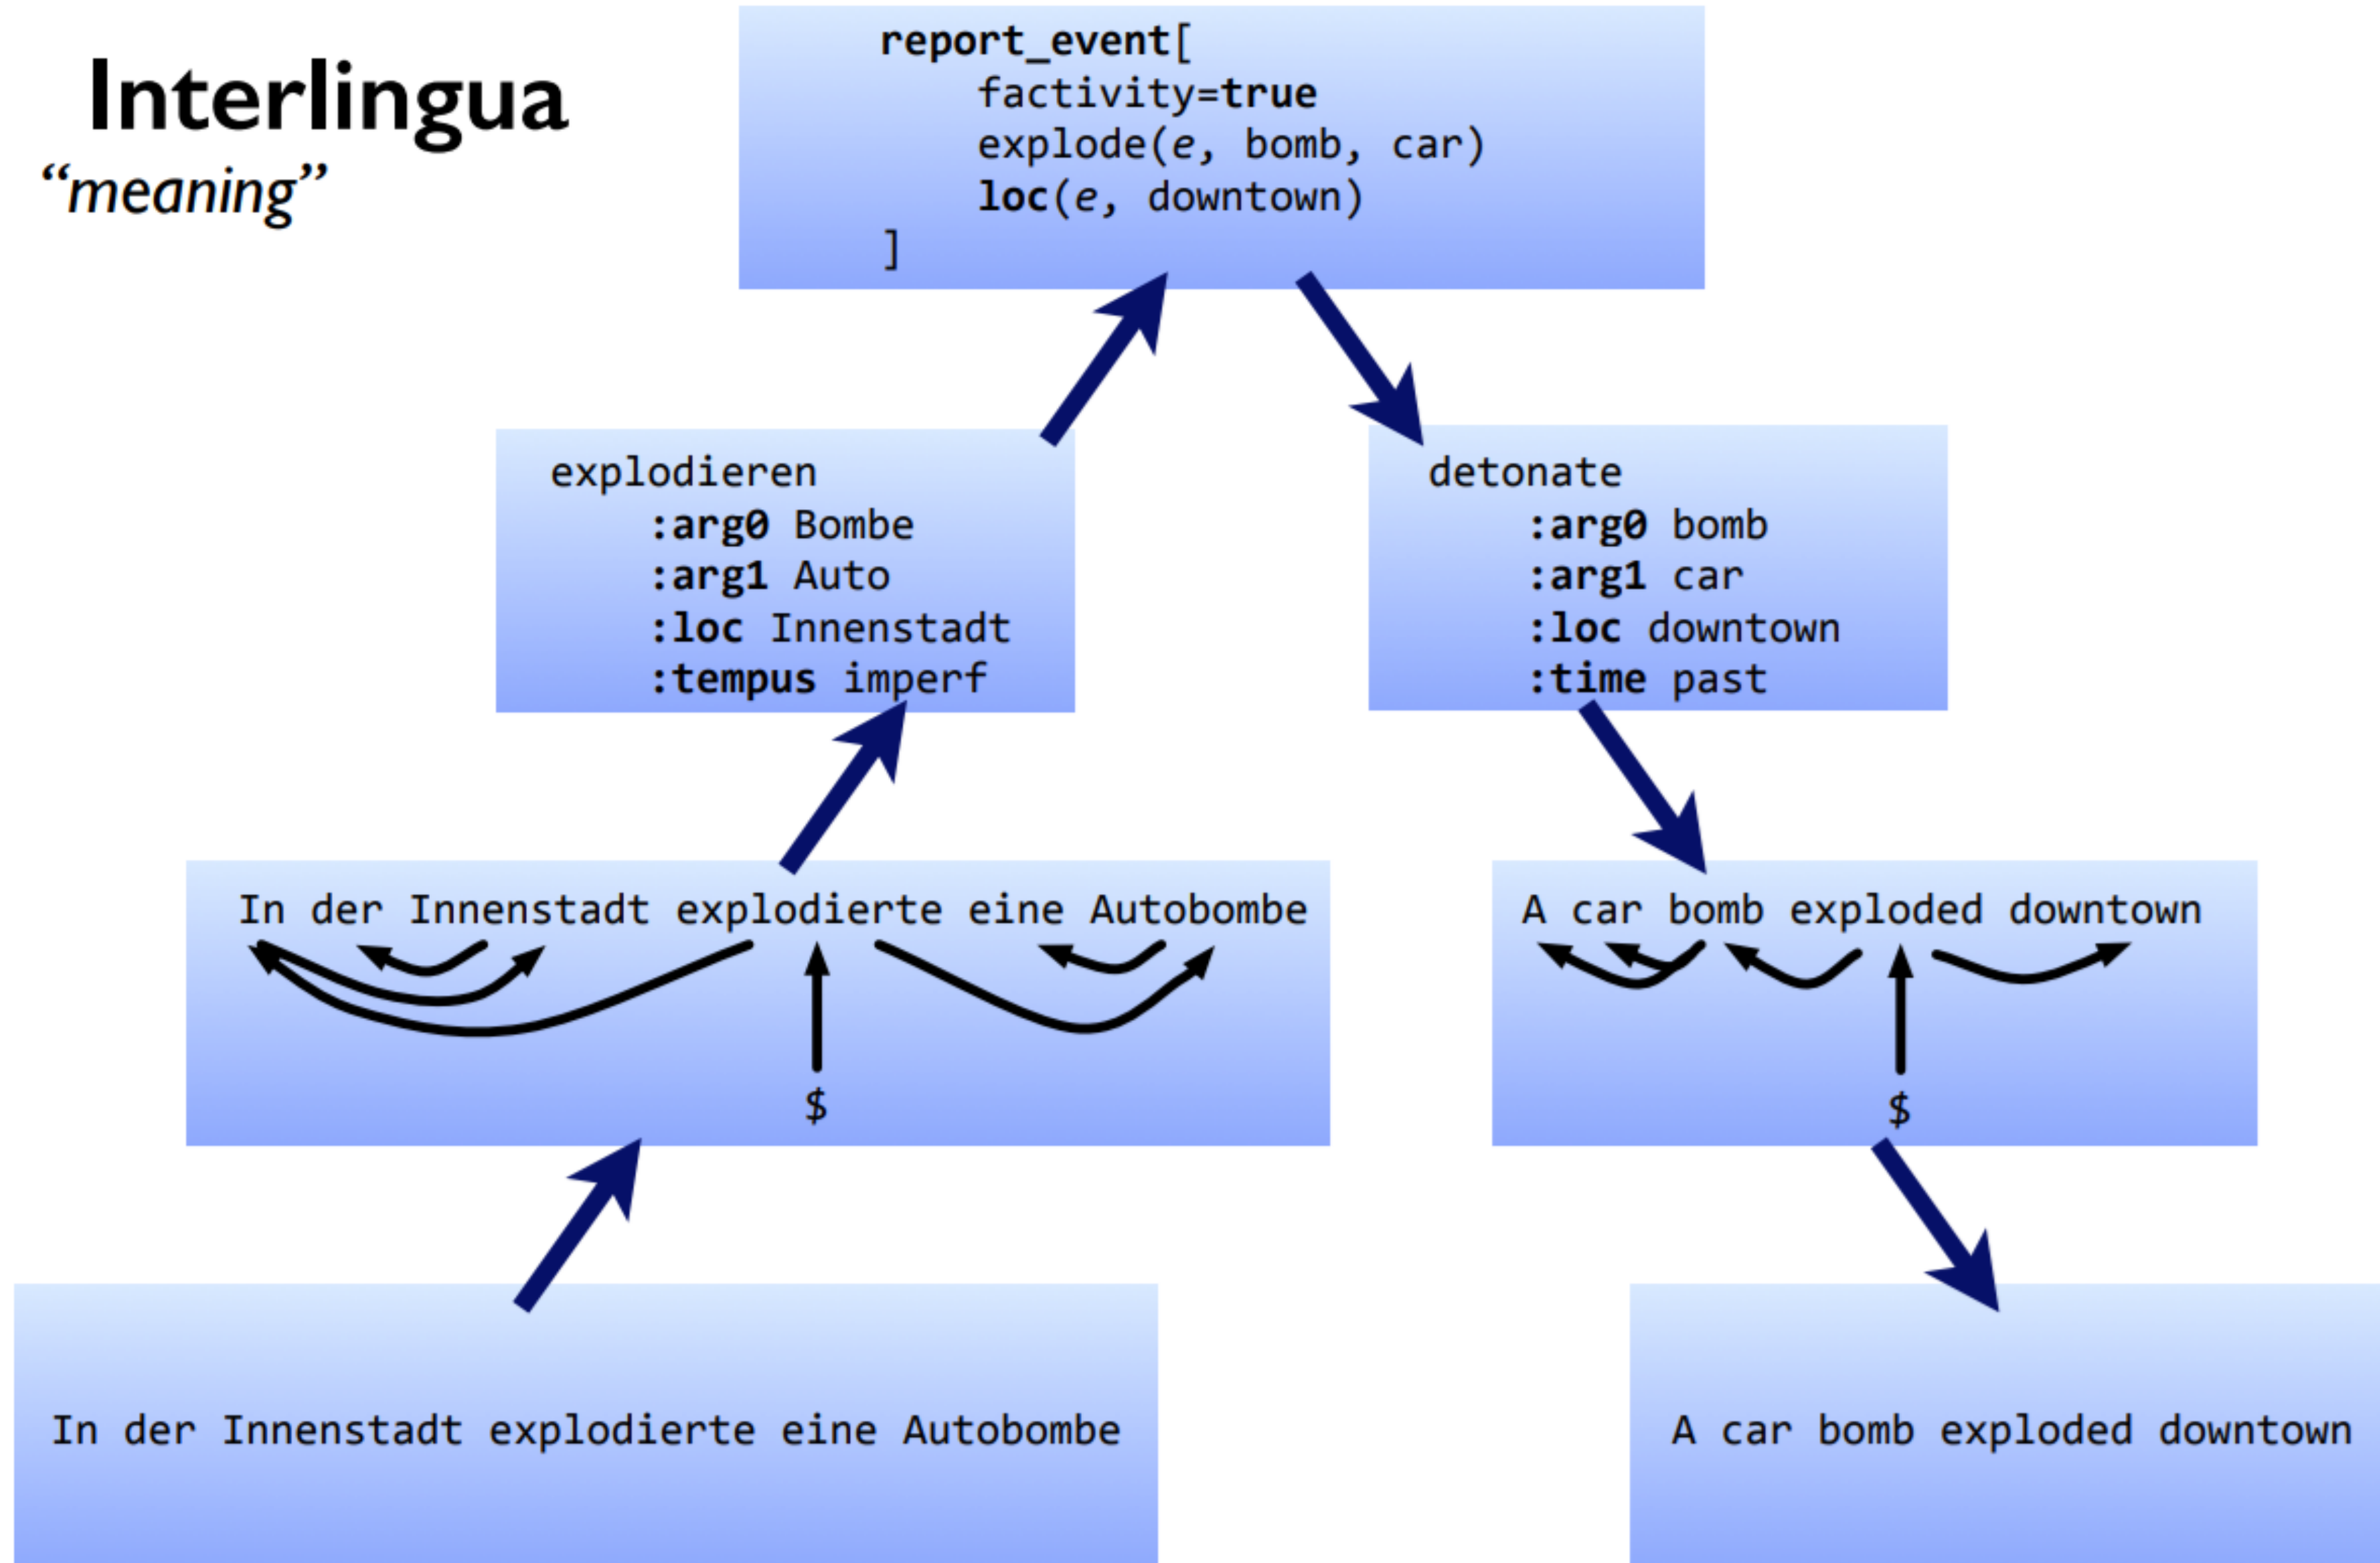 Interlingua
“meaning”
report_event[
factivity=true
explode(e, bomb, car)
loc(e, downtown)
]
explodieren
:arg0 Bombe
:arg1 Auto
:loc Innenstadt
:tempus imperf
detonate
:arg0 bomb
:arg1 car
:loc downtown
:time past
In der Innenstadt explodierte eine Autobombe
$
A car bomb exploded downtown
$
In der Innenstadt explodierte eine Autobombe
A car bomb exploded downtown